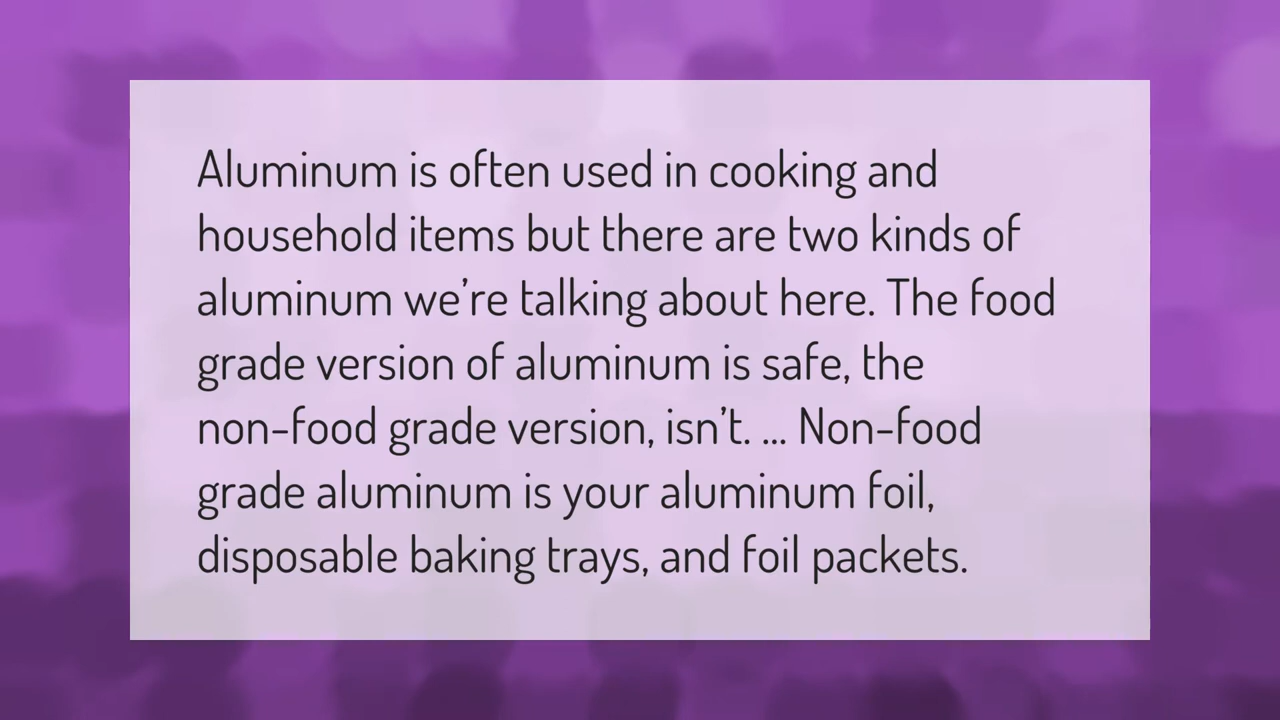 Aluminum is often used in cooking and
household items but there are two kinds of
aluminum we’re talking about here. The food
grade version of aluminum is safe, the
non-food grade version, isn’t. ... Non-food
grade aluminum is your aluminum foil,
disposable baking trays, and foil packets.